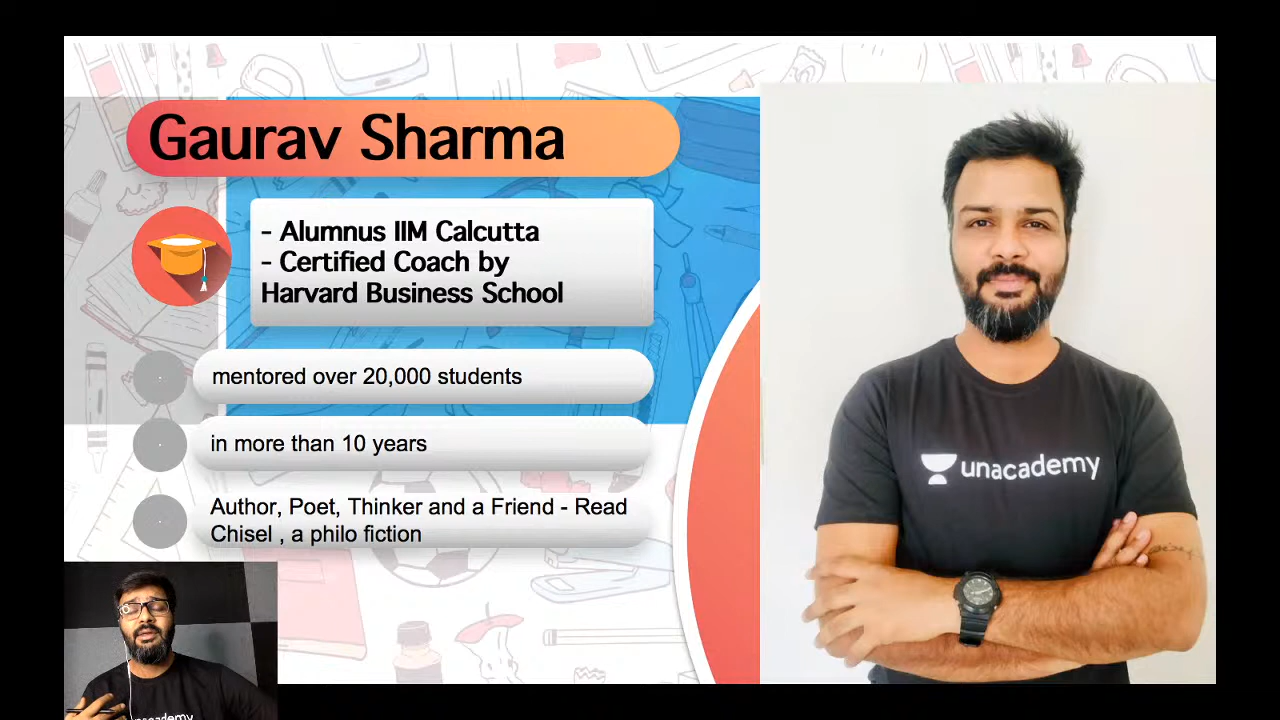 Gaurav Sharma
- Alumnus IIM Calcutta
- Certified Coach by
Harvard Business School
mentored over 20,000 students
in more than 10 years
Author, Poet, Thinker and a Friend - Read
Chisel , a philo fiction
unacademy
unacademy